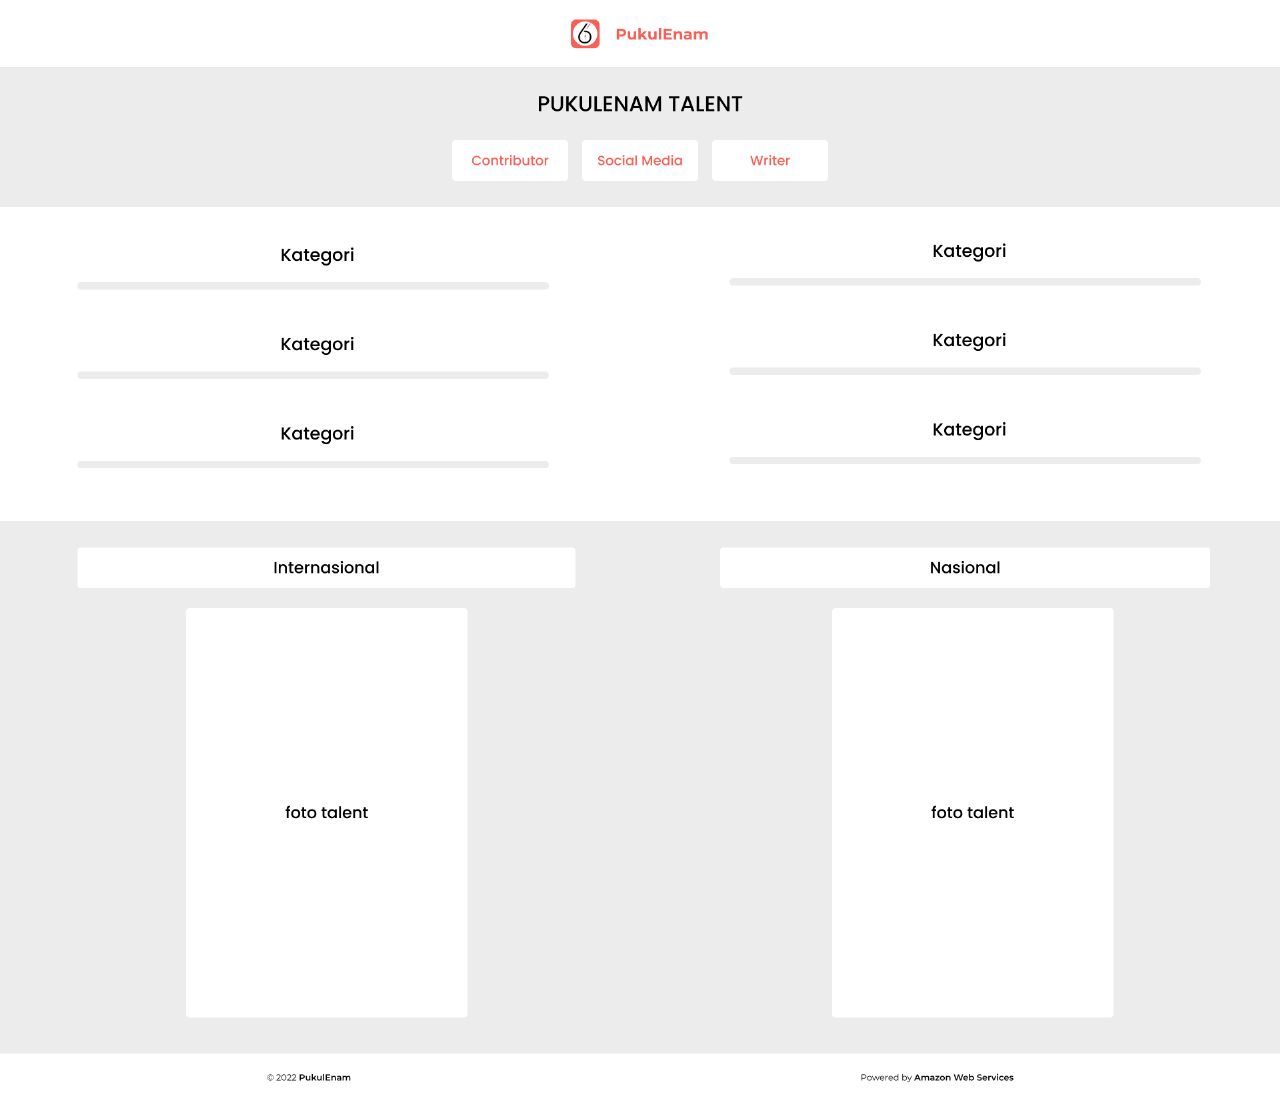 6 PukulEnam
PUKULENAM TALENT
Contributor Social Media Writer
Kategori
Kategori
Kategori
Kategori
Kategori
Kategori
Internasional
Nasional
foto talent
foto talent
© 2022 PukulEnam
Powered by Amazon Web Services